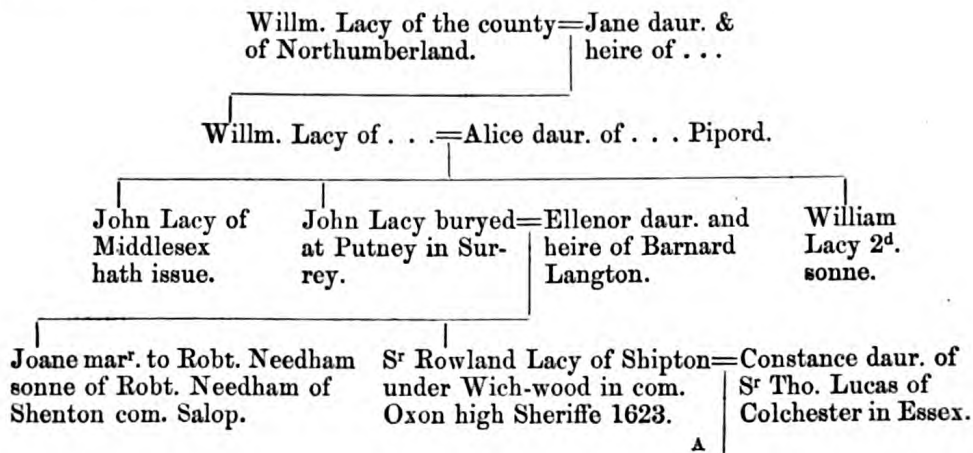 Willm. Lacy of the county=Jane daur. &
of Northumberland. heire of . . .
Willm. Lacy of . . .=Alice daur. of . . . Pipord.
John Lacy of
Middlesex
hath issue.
John Lacy buryed=Ellenor daur. and
at Putney in Sur- heire of Barnard
rey. Langton.
William
Lacy 2ᵈ.
sonne.
Joane marʳ. to Robt. Needham
sonne of Robt. Needham of
Shenton com. Salop.
Sʳ Rowland Lacy of Shipton=Constance daur. of
under Wich-wood in com. Sʳ Tho. Lucas of
Oxon high Sheriffe 1623. Colchester in Essex.
A